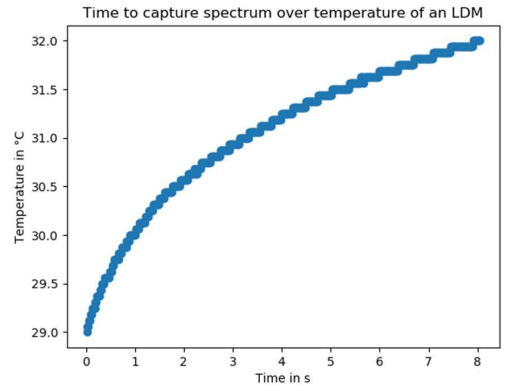 Time to capture spectrum over temperature of an LDM
32.0
31.5
31.0
30.5
30.0
29.5
29.0
Temperature in °C
0 1 2 3 4 5 6 7 8
Time in s